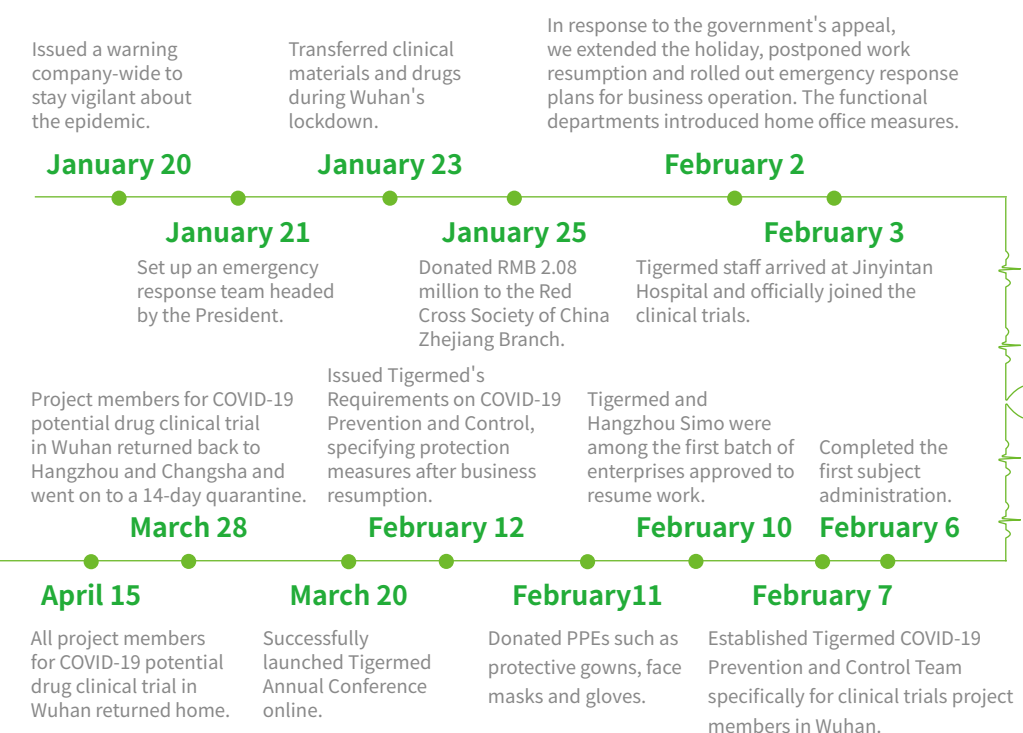 Issued a warning
company-wide to
stay vigilant about
the epidemic.
January 20
January 21
Set up an emergency
response team headed
by the President.
Transferred clinical
materials and drugs
during Wuhan's
lockdown.
January 23
January 25
Donated RMB 2.08
million to the Red
Cross Society of China
Zhejiang Branch.
In response to the government's appeal,
we extended the holiday, postponed work
resumption and rolled out emergency response
plans for business operation. The functional
departments introduced home office measures.
February 2
February 3
Tigermed staff arrived at Jinyintan
Hospital and officially joined the
clinical trials.
Completed the
first subject
administration.
February 6
February 7
Established Tigermed COVID-19
Prevention and Control Team
specifically for clinical trials project
members in Wuhan.
Tigermed and
Hangzhou Simo were
among the first batch of
enterprises approved to
resume work.
February 10
February11
Donated PPEs such as
protective gowns, face
masks and gloves.
Issued Tigermed's
Requirements on COVID-19
Prevention and Control,
specifying protection
measures after business
resumption.
February 12
March 20
Successfully
launched Tigermed
Annual Conference
online.
Project members for COVID-19
potential drug clinical trial
in Wuhan returned back to
Hangzhou and Changsha and
went on to a 14-day quarantine.
March 28
April 15
All project members
for COVID-19 potential
drug clinical trial in
Wuhan returned home.